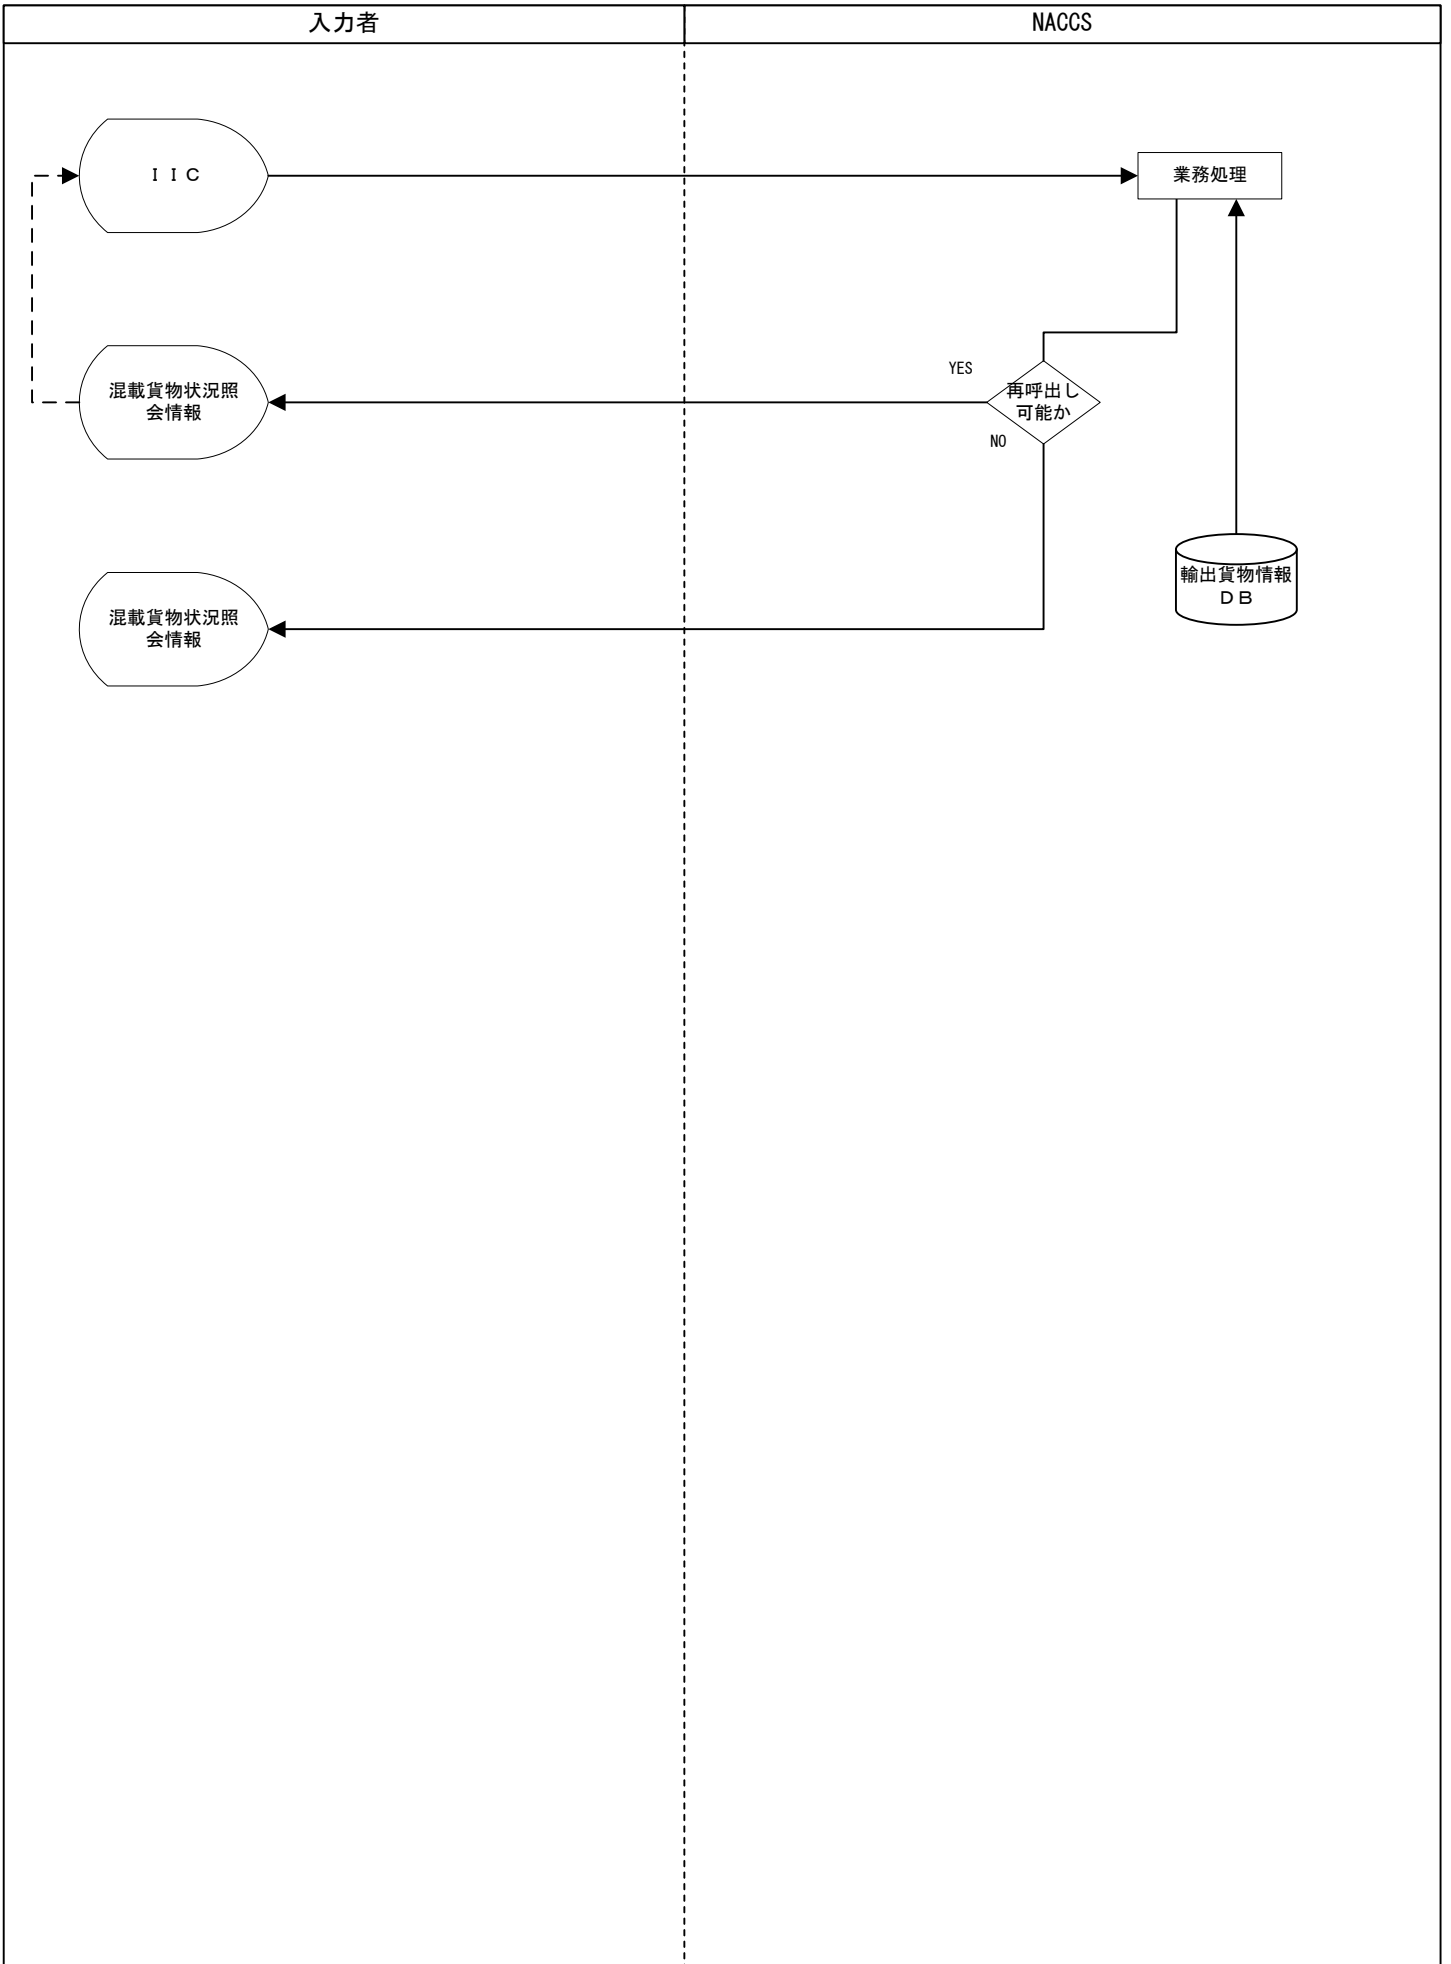 入力者
NACCS
ＩＩＣ
業務処理
YES
混載貨物状況照
会情報
再呼出し
可能か
NO
輸出貨物情報
ＤＢ
混載貨物状況照
会情報